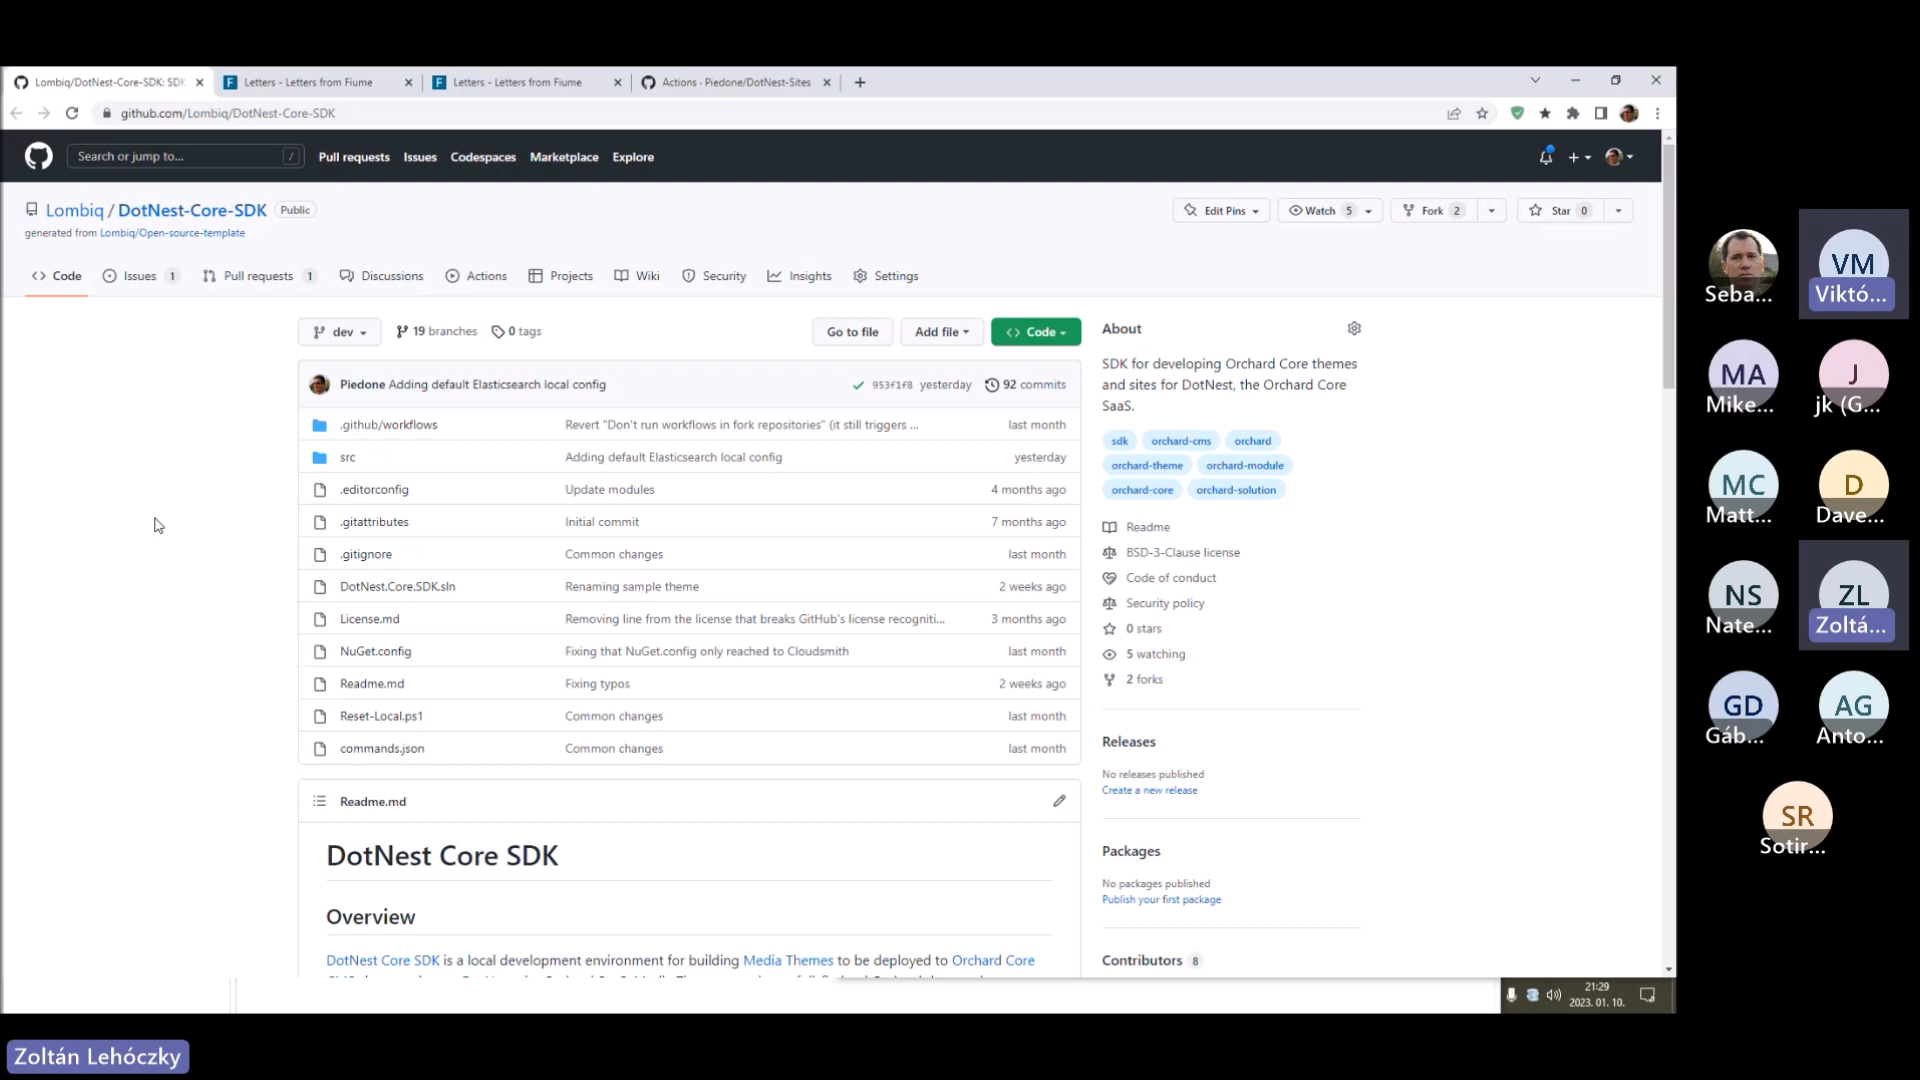 Lombiq/DotNest-Core-SDK: SDK
Letters - Letters from Fiume
Letters - Letters from Fiume
Actions · Piedone/DotNest-Sites
github.com/Lombiq/DotNest-Core-SDK
Search or jump to...
/
Pull requests
Issues
Codespaces
Marketplace
Explore
Lombiq / DotNest-Core-SDK
Public
Edit Pins
Watch 5
Fork 2
Star 0
generated from Lombiq/Open-source-template
Code
Issues 1
Pull requests 1
Discussions
Actions
Projects
Wiki
Security
Insights
Settings
dev
19 branches
0 tags
Go to file
Add file
Code
Piedone Adding default Elasticsearch local config
953f1f8 yesterday
92 commits
.github/workflows Revert "Don't run workflows in fork repositories" (it still triggers ... last month
src Adding default Elasticsearch local config yesterday
.editorconfig Update modules 4 months ago
.gitattributes Initial commit 7 months ago
.gitignore Common changes last month
DotNest.Core.SDK.sln Renaming sample theme 2 weeks ago
License.md Removing line from the license that breaks GitHub's license recogniti... 3 months ago
NuGet.config Fixing that NuGet.config only reached to Cloudsmith last month
Readme.md Fixing typos 2 weeks ago
Reset-Local.ps1 Common changes last month
commands.json Common changes last month
Readme.md
DotNest Core SDK
Overview
DotNest Core SDK is a local development environment for building Media Themes to be deployed to Orchard Core
About
SDK for developing Orchard Core themes
and sites for DotNest, the Orchard Core
SaaS.
sdk
orchard-cms
orchard
orchard-theme
orchard-module
orchard-core
orchard-solution
Readme
BSD-3-Clause license
Code of conduct
Security policy
0 stars
5 watching
2 forks
Releases
No releases published
Create a new release
Packages
No packages published
Publish your first package
Contributors 8
21:29
2023. 01. 10.
Seba...
VM
Viktó...
MA
Mike...
J
jk (G...
MC
Matt...
D
Dave...
NS
Nate...
ZL
Zoltá...
GD
Gáb...
AG
Anto...
SR
Sotir...
Zoltán Lehóczky